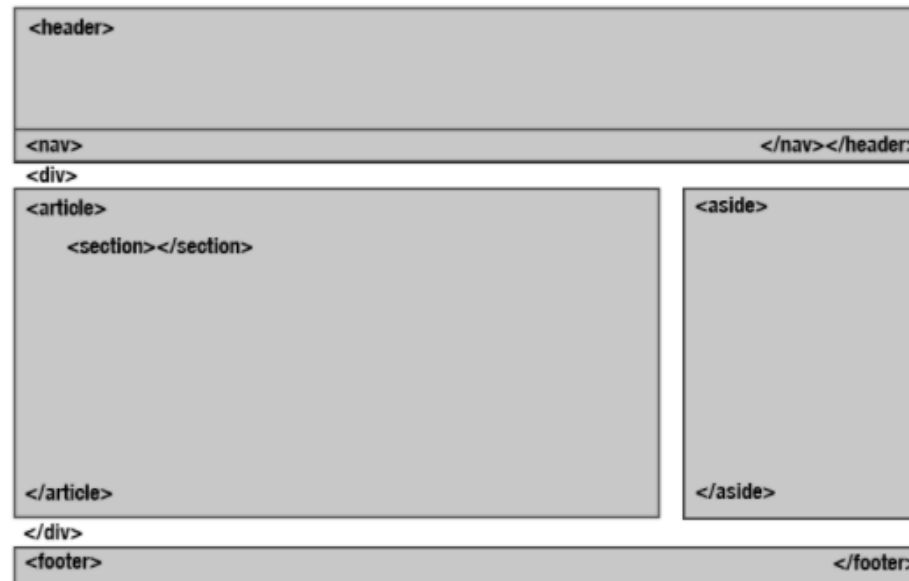 <header>
<nav> </nav></header>
<div>
<article>
<section></section>
</article>
<aside>
</aside>
</div>
<footer> </footer>